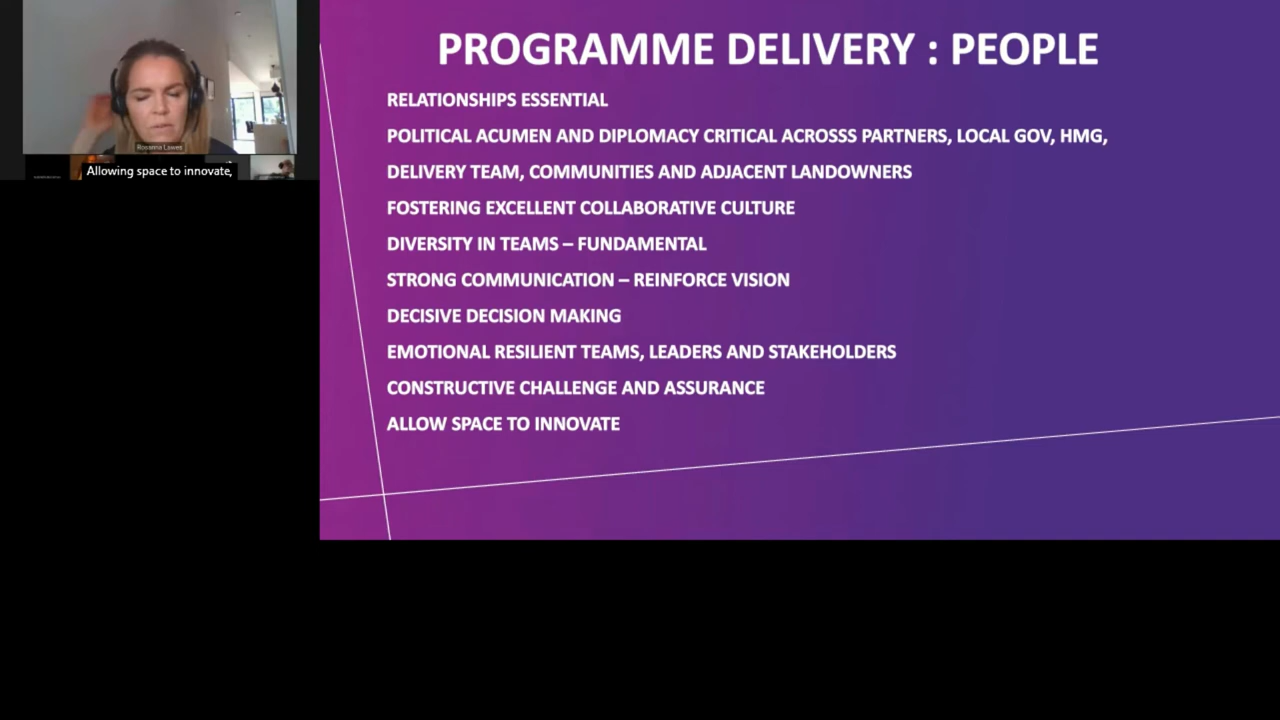 Rosanna Lawes
Allowing space to innovate,
PROGRAMME DELIVERY : PEOPLE
RELATIONSHIPS ESSENTIAL
POLITICAL ACUMEN AND DIPLOMACY CRITICAL ACROSSS PARTNERS, LOCAL GOV, HMG,
DELIVERY TEAM, COMMUNITIES AND ADJACENT LANDOWNERS
FOSTERING EXCELLENT COLLABORATIVE CULTURE
DIVERSITY IN TEAMS – FUNDAMENTAL
STRONG COMMUNICATION – REINFORCE VISION
DECISIVE DECISION MAKING
EMOTIONAL RESILIENT TEAMS, LEADERS AND STAKEHOLDERS
CONSTRUCTIVE CHALLENGE AND ASSURANCE
ALLOW SPACE TO INNOVATE